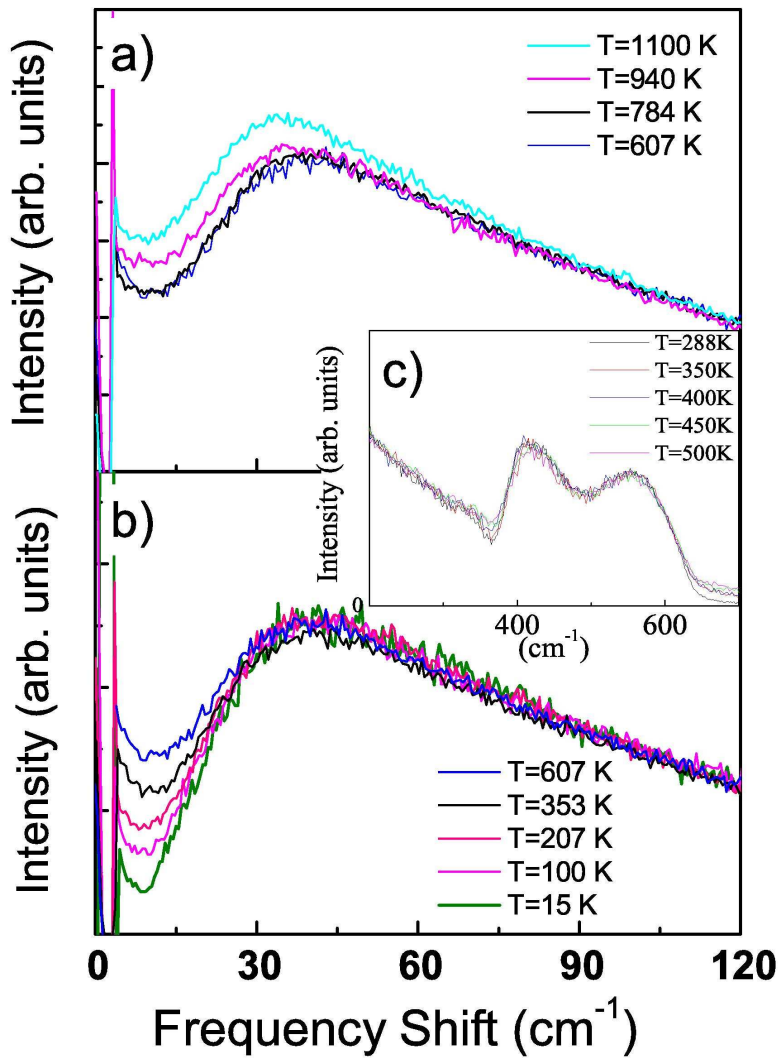 a)
T=1100 K
T=940 K
T=784 K
T=607 K
Intensity (arb. units)
c)
T=288K
T=350K
T=400K
T=450K
T=500K
Intensity (arb. units)
0
400
600
(cm-1)
b)
Intensity (arb. units)
T=607 K
T=353 K
T=207 K
T=100 K
T=15 K
0
30
60
90
120
Frequency Shift (cm-1)